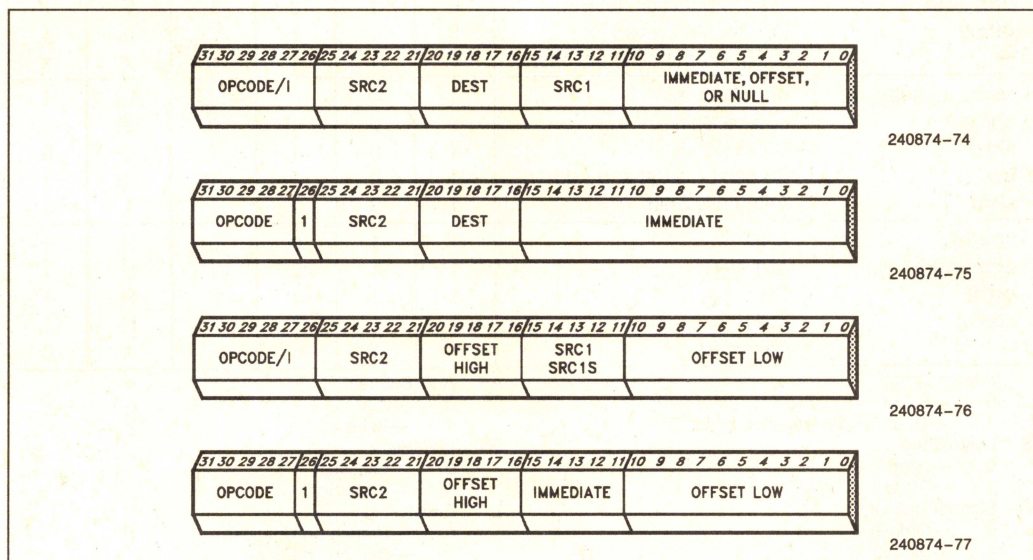 31 30 29 28 27 26 25 24 23 22 21 20 19 18 17 16 15 14 13 12 11 10 9 8 7 6 5 4 3 2 1 0
OPCODE/I SRC2 DEST SRC1 IMMEDIATE, OFFSET,
OR NULL
240874-74
31 30 29 28 27 26 25 24 23 22 21 20 19 18 17 16 15 14 13 12 11 10 9 8 7 6 5 4 3 2 1 0
OPCODE 1 SRC2 DEST IMMEDIATE
240874-75
31 30 29 28 27 26 25 24 23 22 21 20 19 18 17 16 15 14 13 12 11 10 9 8 7 6 5 4 3 2 1 0
OPCODE/I SRC2 OFFSET HIGH SRC1 SRC1S OFFSET LOW
240874-76
31 30 29 28 27 26 25 24 23 22 21 20 19 18 17 16 15 14 13 12 11 10 9 8 7 6 5 4 3 2 1 0
OPCODE 1 SRC2 OFFSET HIGH IMMEDIATE OFFSET LOW
240874-77